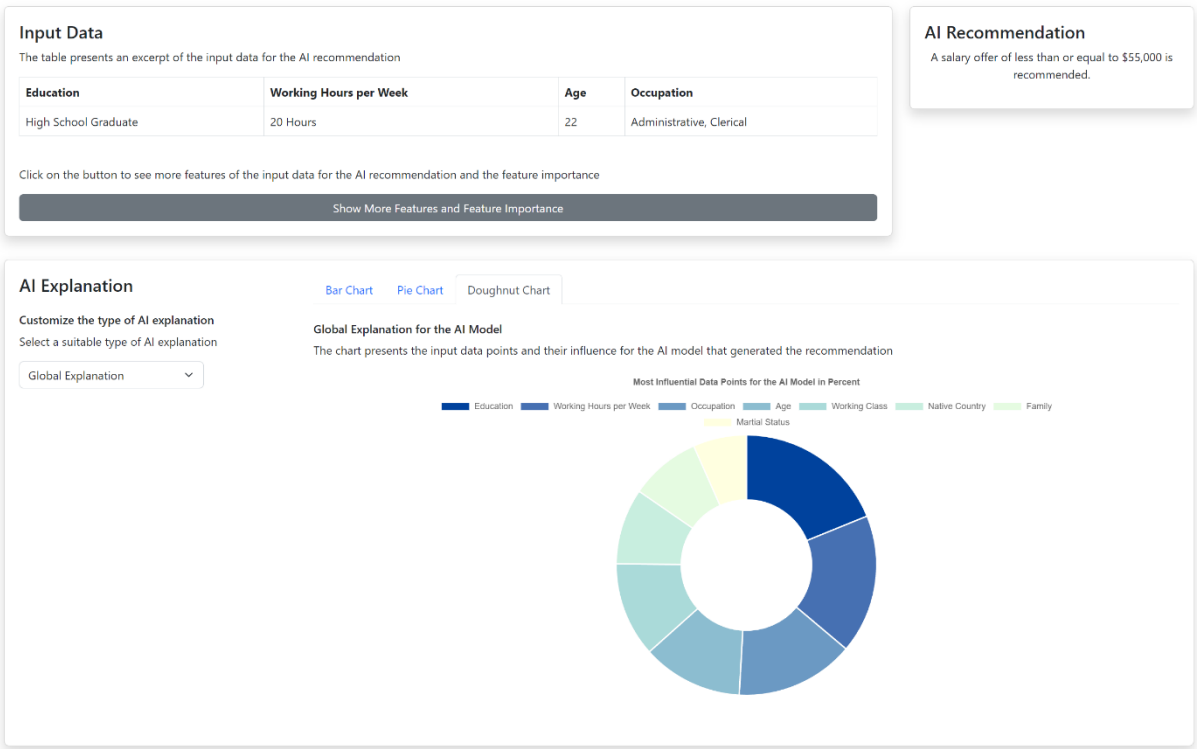 Input Data
The table presents an excerpt of the input data for the AI recommendation
Education Working Hours per Week Age Occupation
High School Graduate 20 Hours 22 Administrative, Clerical
Click on the button to see more features of the input data for the AI recommendation and the feature importance
Show More Features and Feature Importance
AI Recommendation
A salary offer of less than or equal to $55,000 is
recommended.
AI Explanation
Customize the type of AI explanation
Select a suitable type of AI explanation
Global Explanation
Bar Chart Pie Chart Doughnut Chart
Global Explanation for the AI Model
The chart presents the input data points and their influence for the AI model that generated the recommendation
Most Influential Data Points for the AI Model in Percent
Education Working Hours per Week Occupation Age Working Class Native Country Family
Martial Status